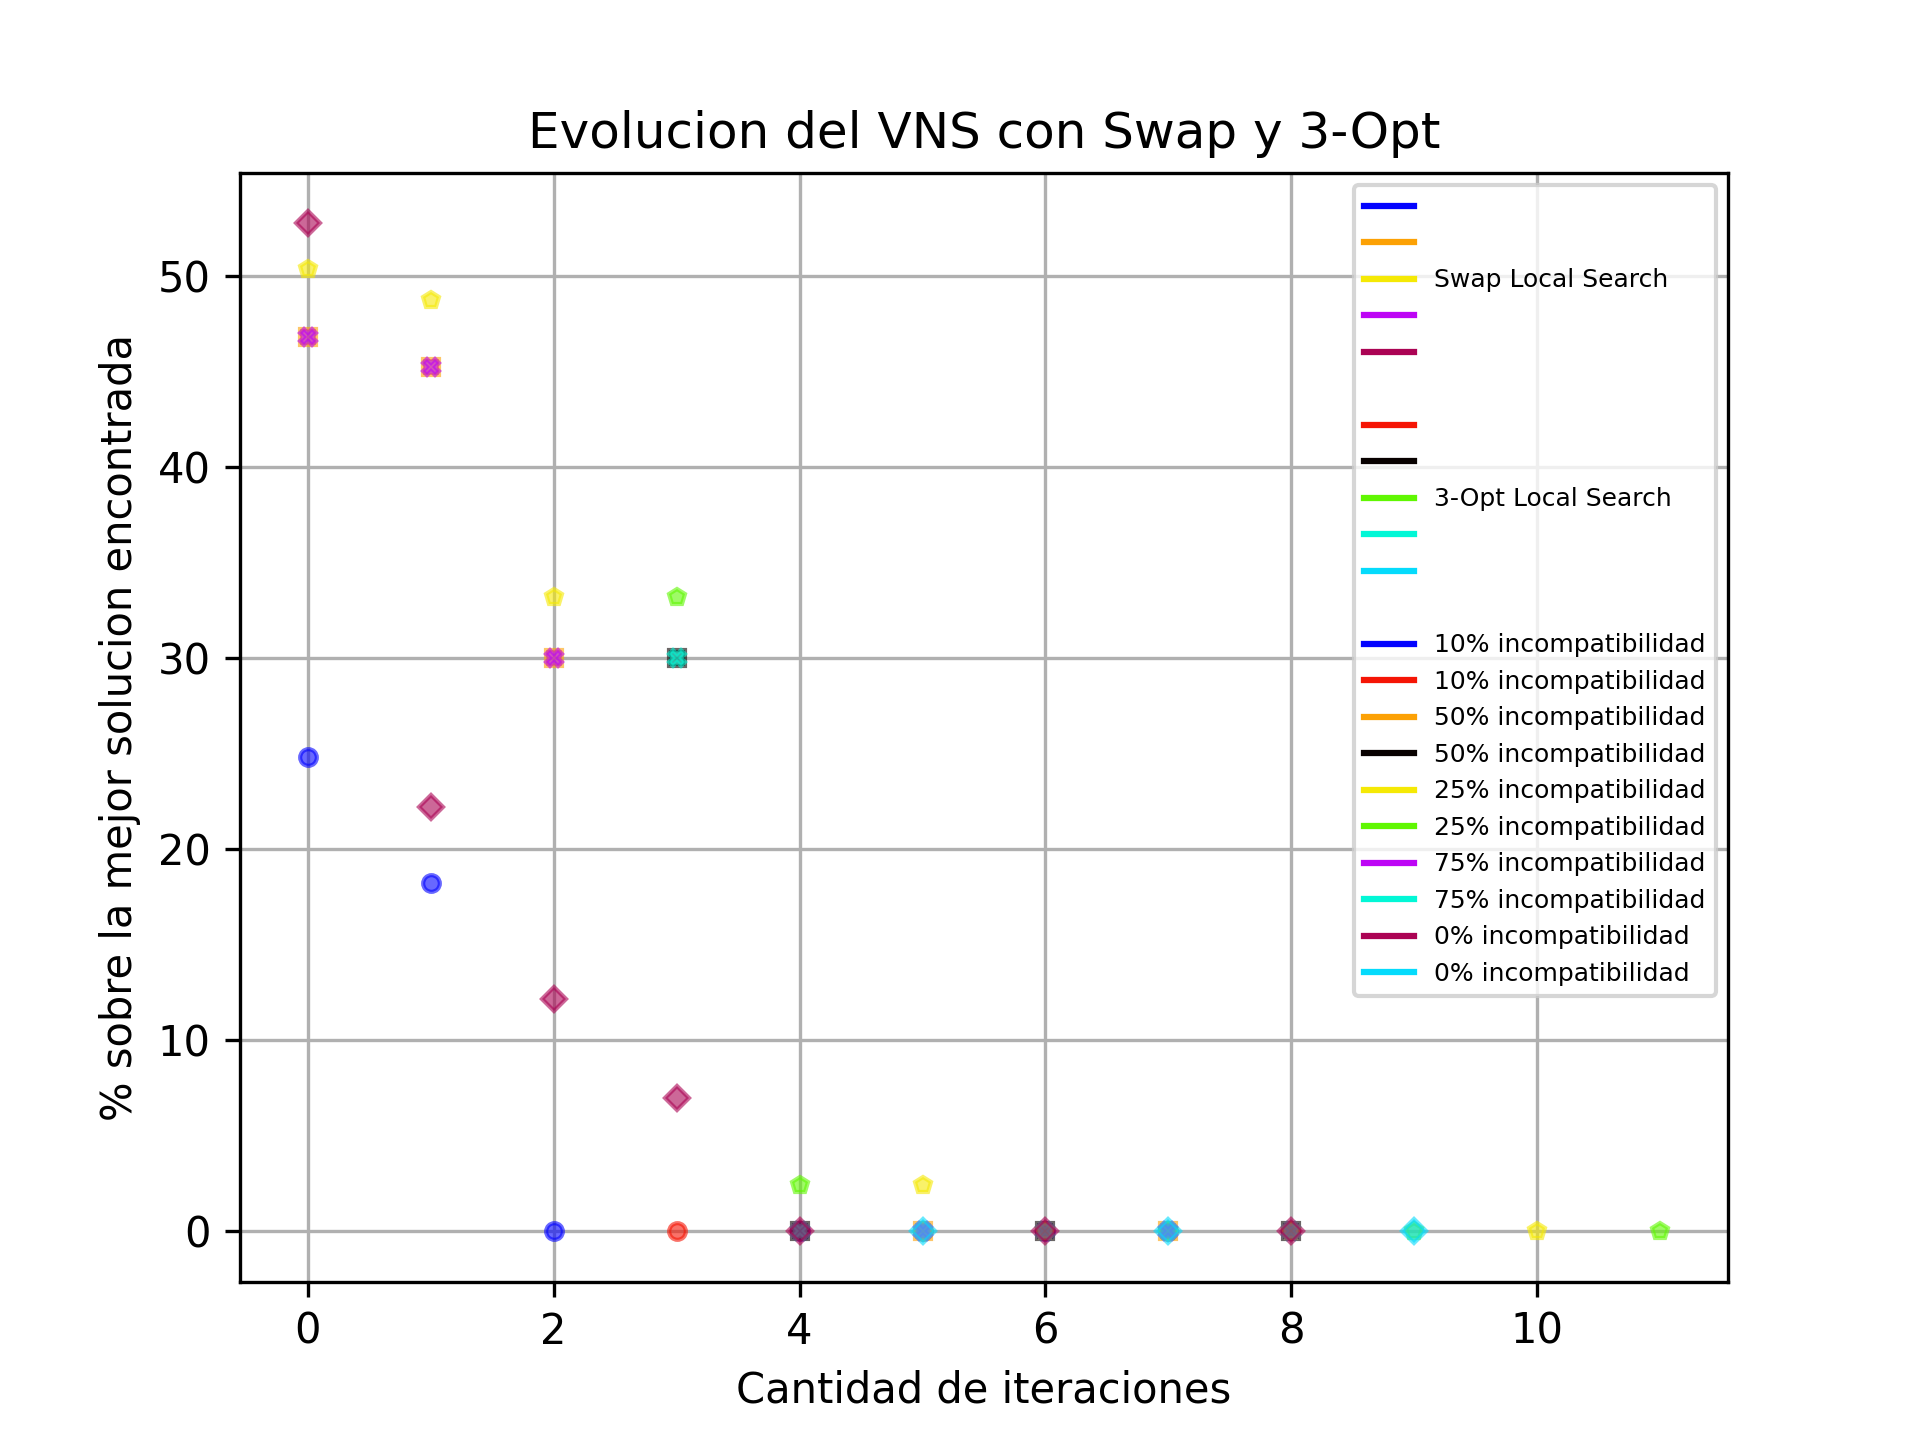 Evolucion del VNS con Swap y 3-Opt
% sobre la mejor solucion encontrada
50
40
30
20
10
0
Swap Local Search
3-Opt Local Search
10% incompatibilidad
10% incompatibilidad
50% incompatibilidad
50% incompatibilidad
25% incompatibilidad
25% incompatibilidad
75% incompatibilidad
75% incompatibilidad
0% incompatibilidad
0% incompatibilidad
0 2 4 6 8 10
Cantidad de iteraciones